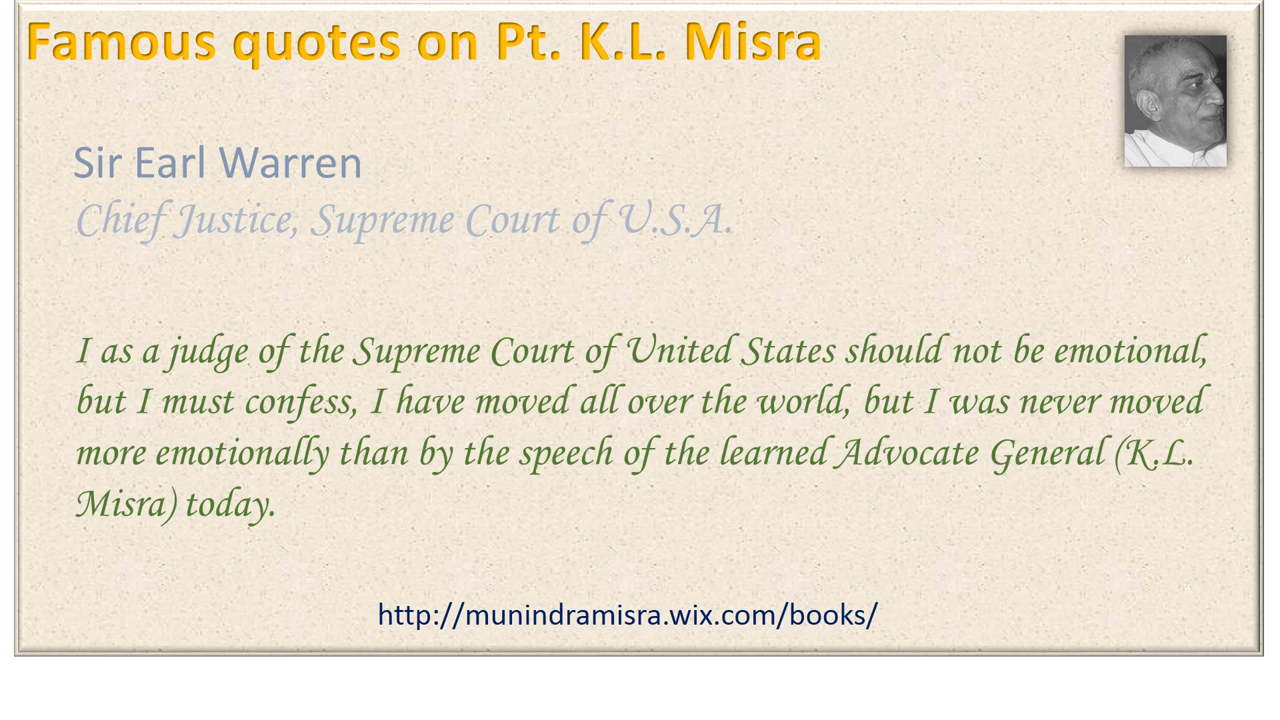 Famous quotes on Pt. K.L. Misra
Sir Earl Warren
Chief Justice, Supreme Court of U.S.A.
I as a judge of the Supreme Court of United States should not be emotional,
but I must confess, I have moved all over the world, but I was never moved
more emotionally than by the speech of the learned Advocate General (K.L.
Misra) today.
http://munindramisra.wix.com/books/